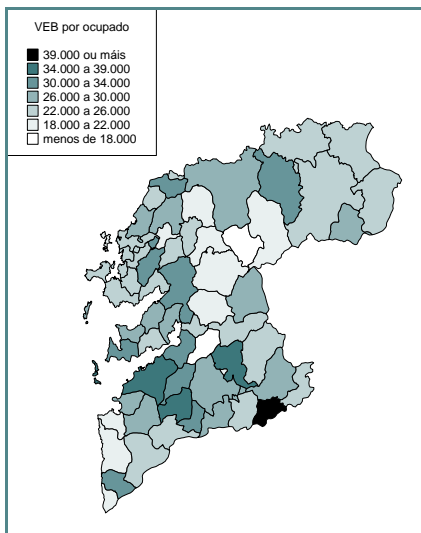 VEB por ocupado
39.000 ou máis
34.000 a 39.000
30.000 a 34.000
26.000 a 30.000
22.000 a 26.000
18.000 a 22.000
menos de 18.000